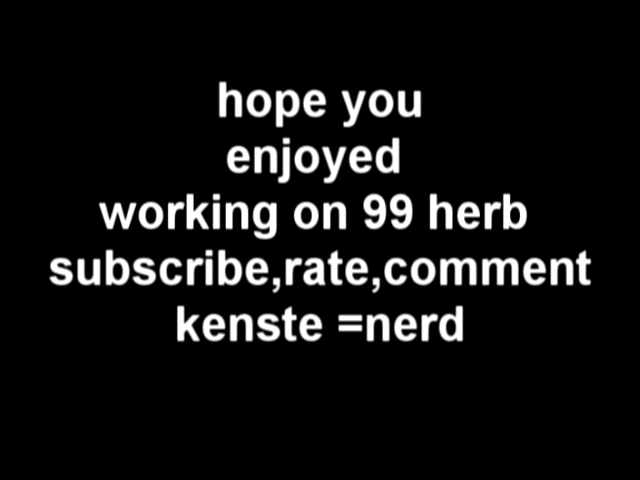 hope you
enjoyed
working on 99 herb
subscribe,rate,comment
kenste =nerd